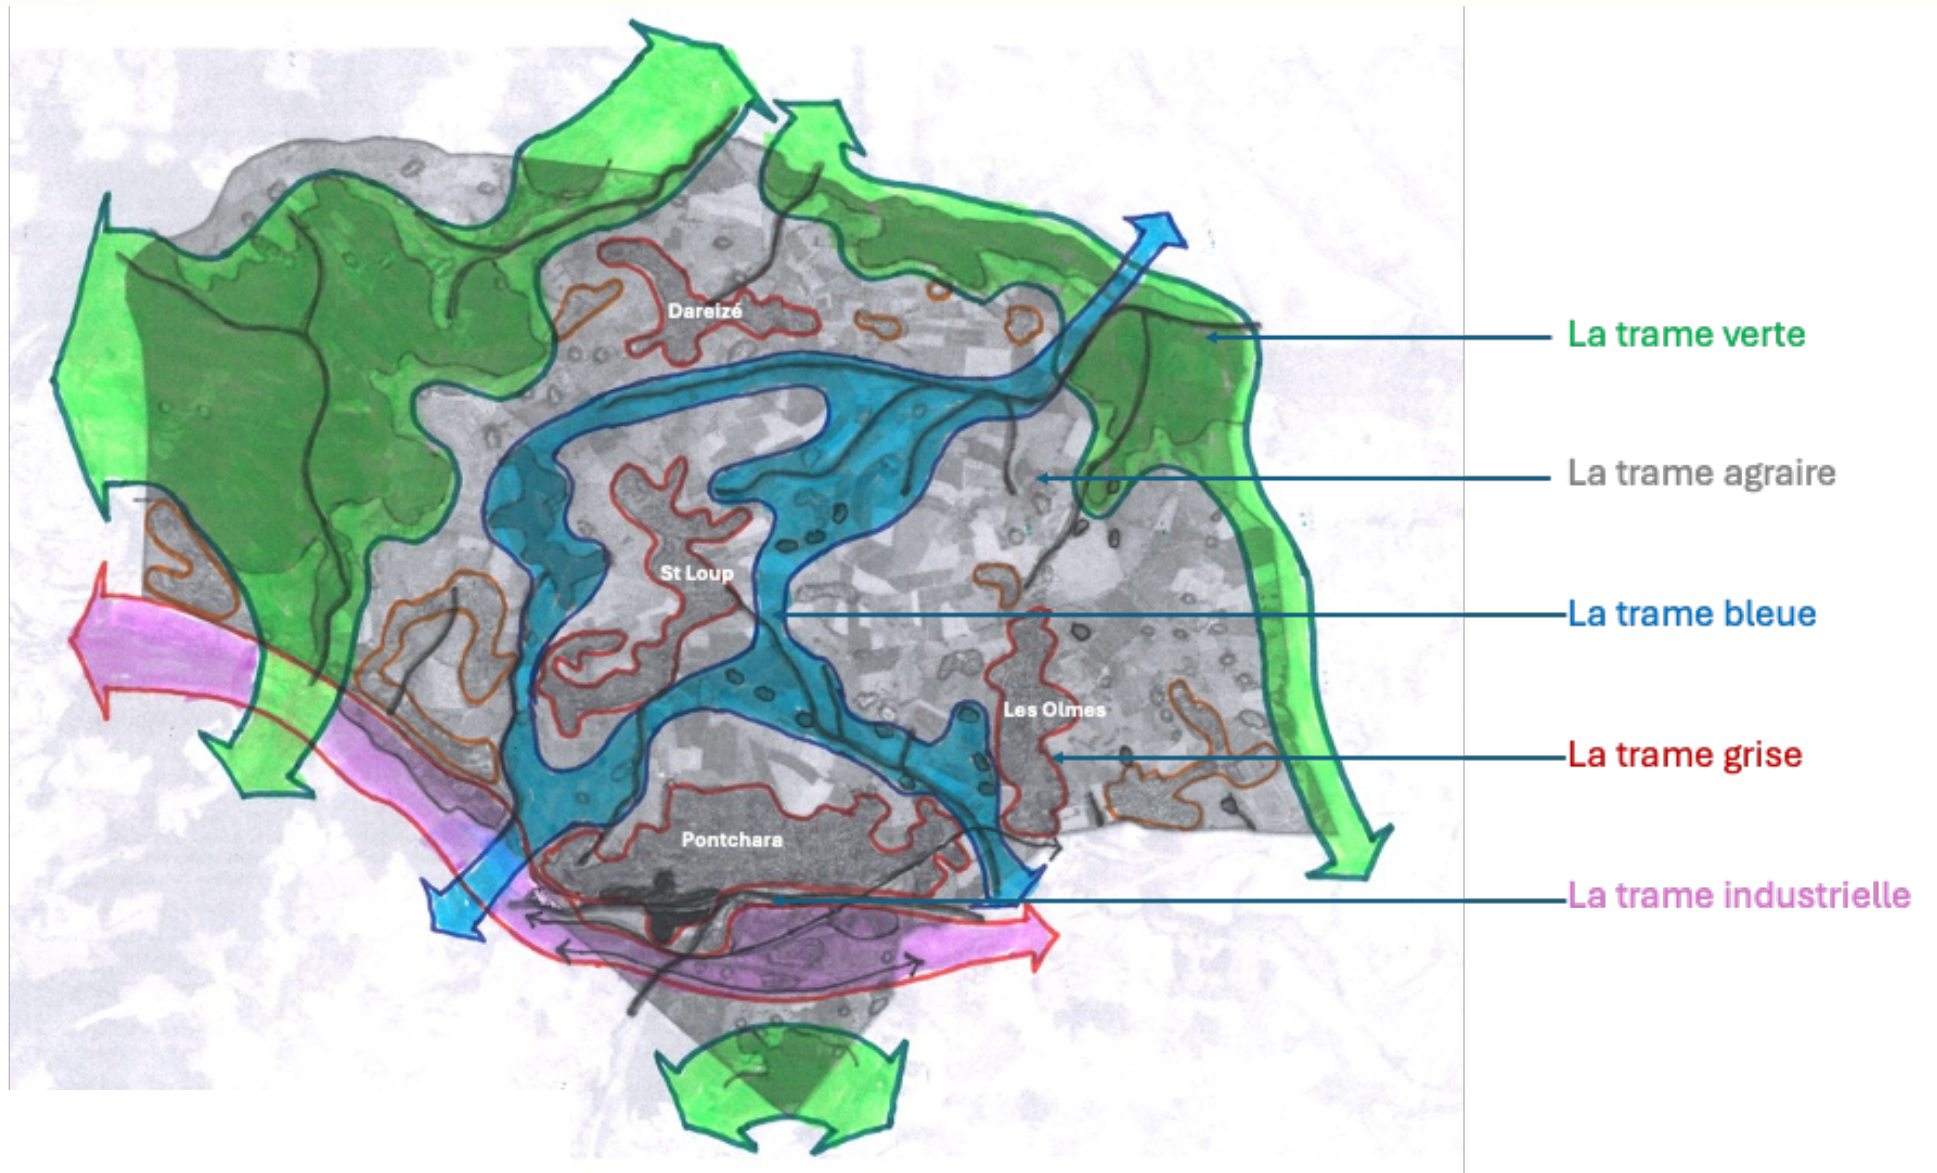 Dareizé
La trame verte
La trame agraire
St Loup
La trame bleue
Les Olmes
La trame grise
Pontchara
La trame industrielle